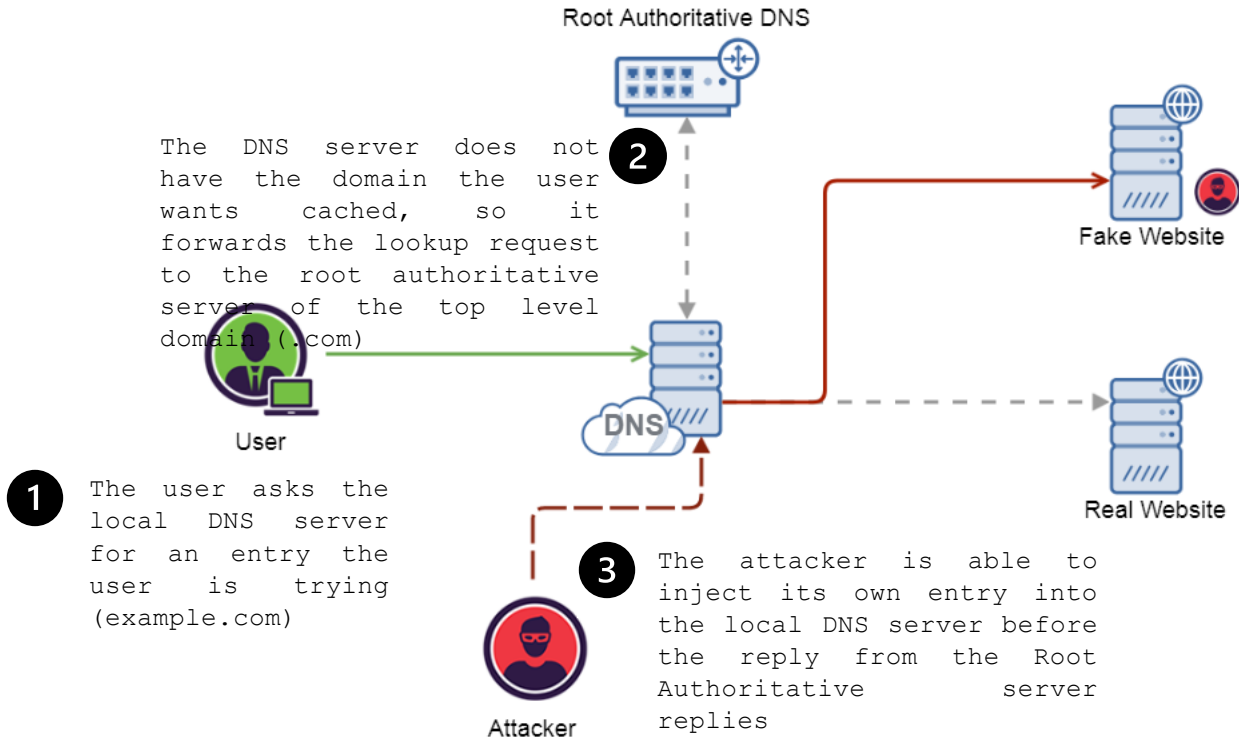 Root Authoritative DNS
The DNS server does not
have the domain the user
wants cached, so it
forwards the lookup request
to the root authoritative
server of the top level
domain (.com)
2
Fake Website
DNS
User
Real Website
1
The user asks the
local DNS server
for an entry the
user is trying
(example.com)
3
The attacker is able to
inject its own entry into
the local DNS server before
the reply from the Root
Authoritative server
replies
Attacker